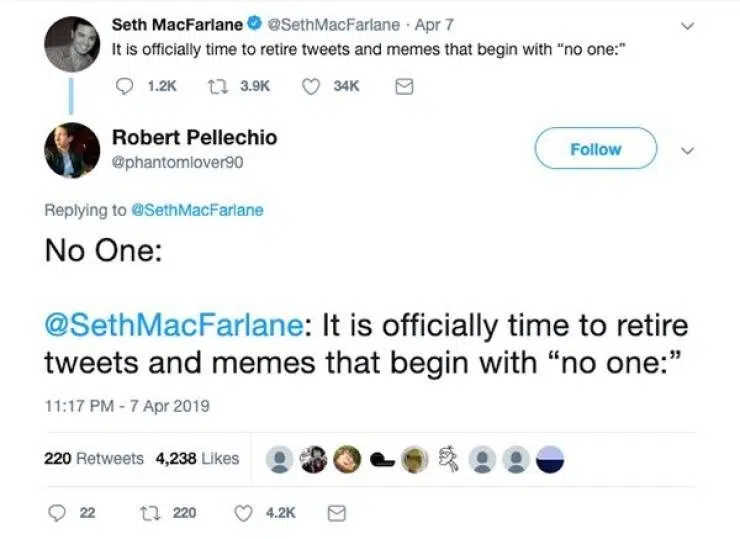 Seth MacFarlane @SethMacFarlane · Apr 7
It is officially time to retire tweets and memes that begin with “no one:”
1.2K 3.9K 34K
Robert Pellechio
@phantomlover90
Follow
Replying to @SethMacFarlane
No One:
@SethMacFarlane: It is officially time to retire
tweets and memes that begin with “no one:”
11:17 PM - 7 Apr 2019
220 Retweets 4,238 Likes
22 220 4.2K